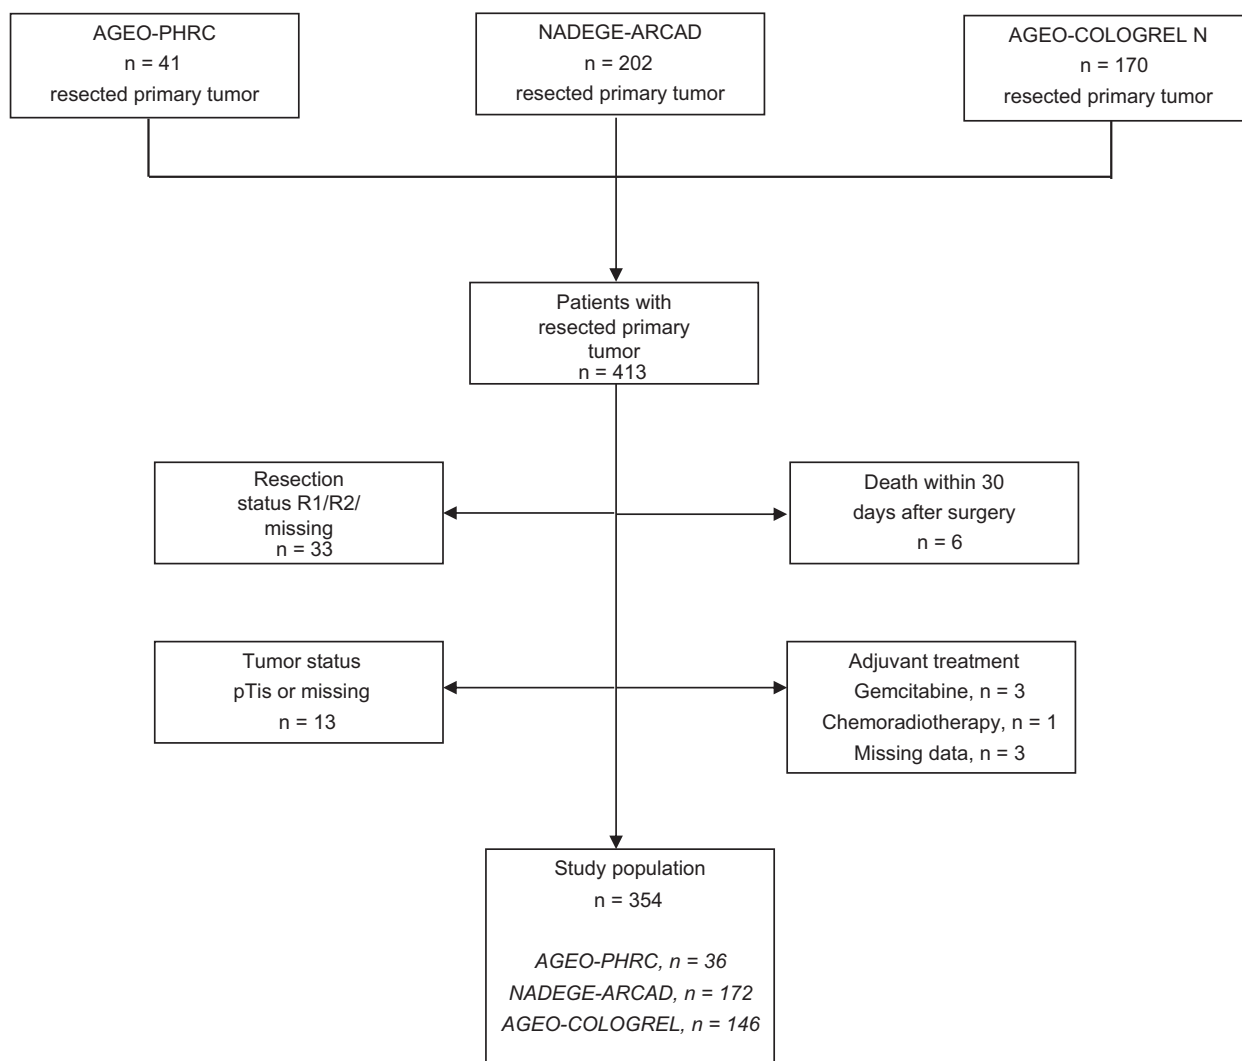 AGEO-PHRC
n = 41
resected primary tumor
NADEGE-ARCAD
n = 202
resected primary tumor
AGEO-COLOGREL N
n = 170
resected primary tumor
Patients with
resected primary
tumor
n = 413
Resection
status R1/R2/
missing
n = 33
Death within 30
days after surgery
n = 6
Tumor status
pTis or missing
n = 13
Adjuvant treatment
Gemcitabine, n = 3
Chemoradiotherapy, n = 1
Missing data, n = 3
Study population
n = 354
AGEO-PHRC, n = 36
NADEGE-ARCAD, n = 172
AGEO-COLOGREL, n = 146